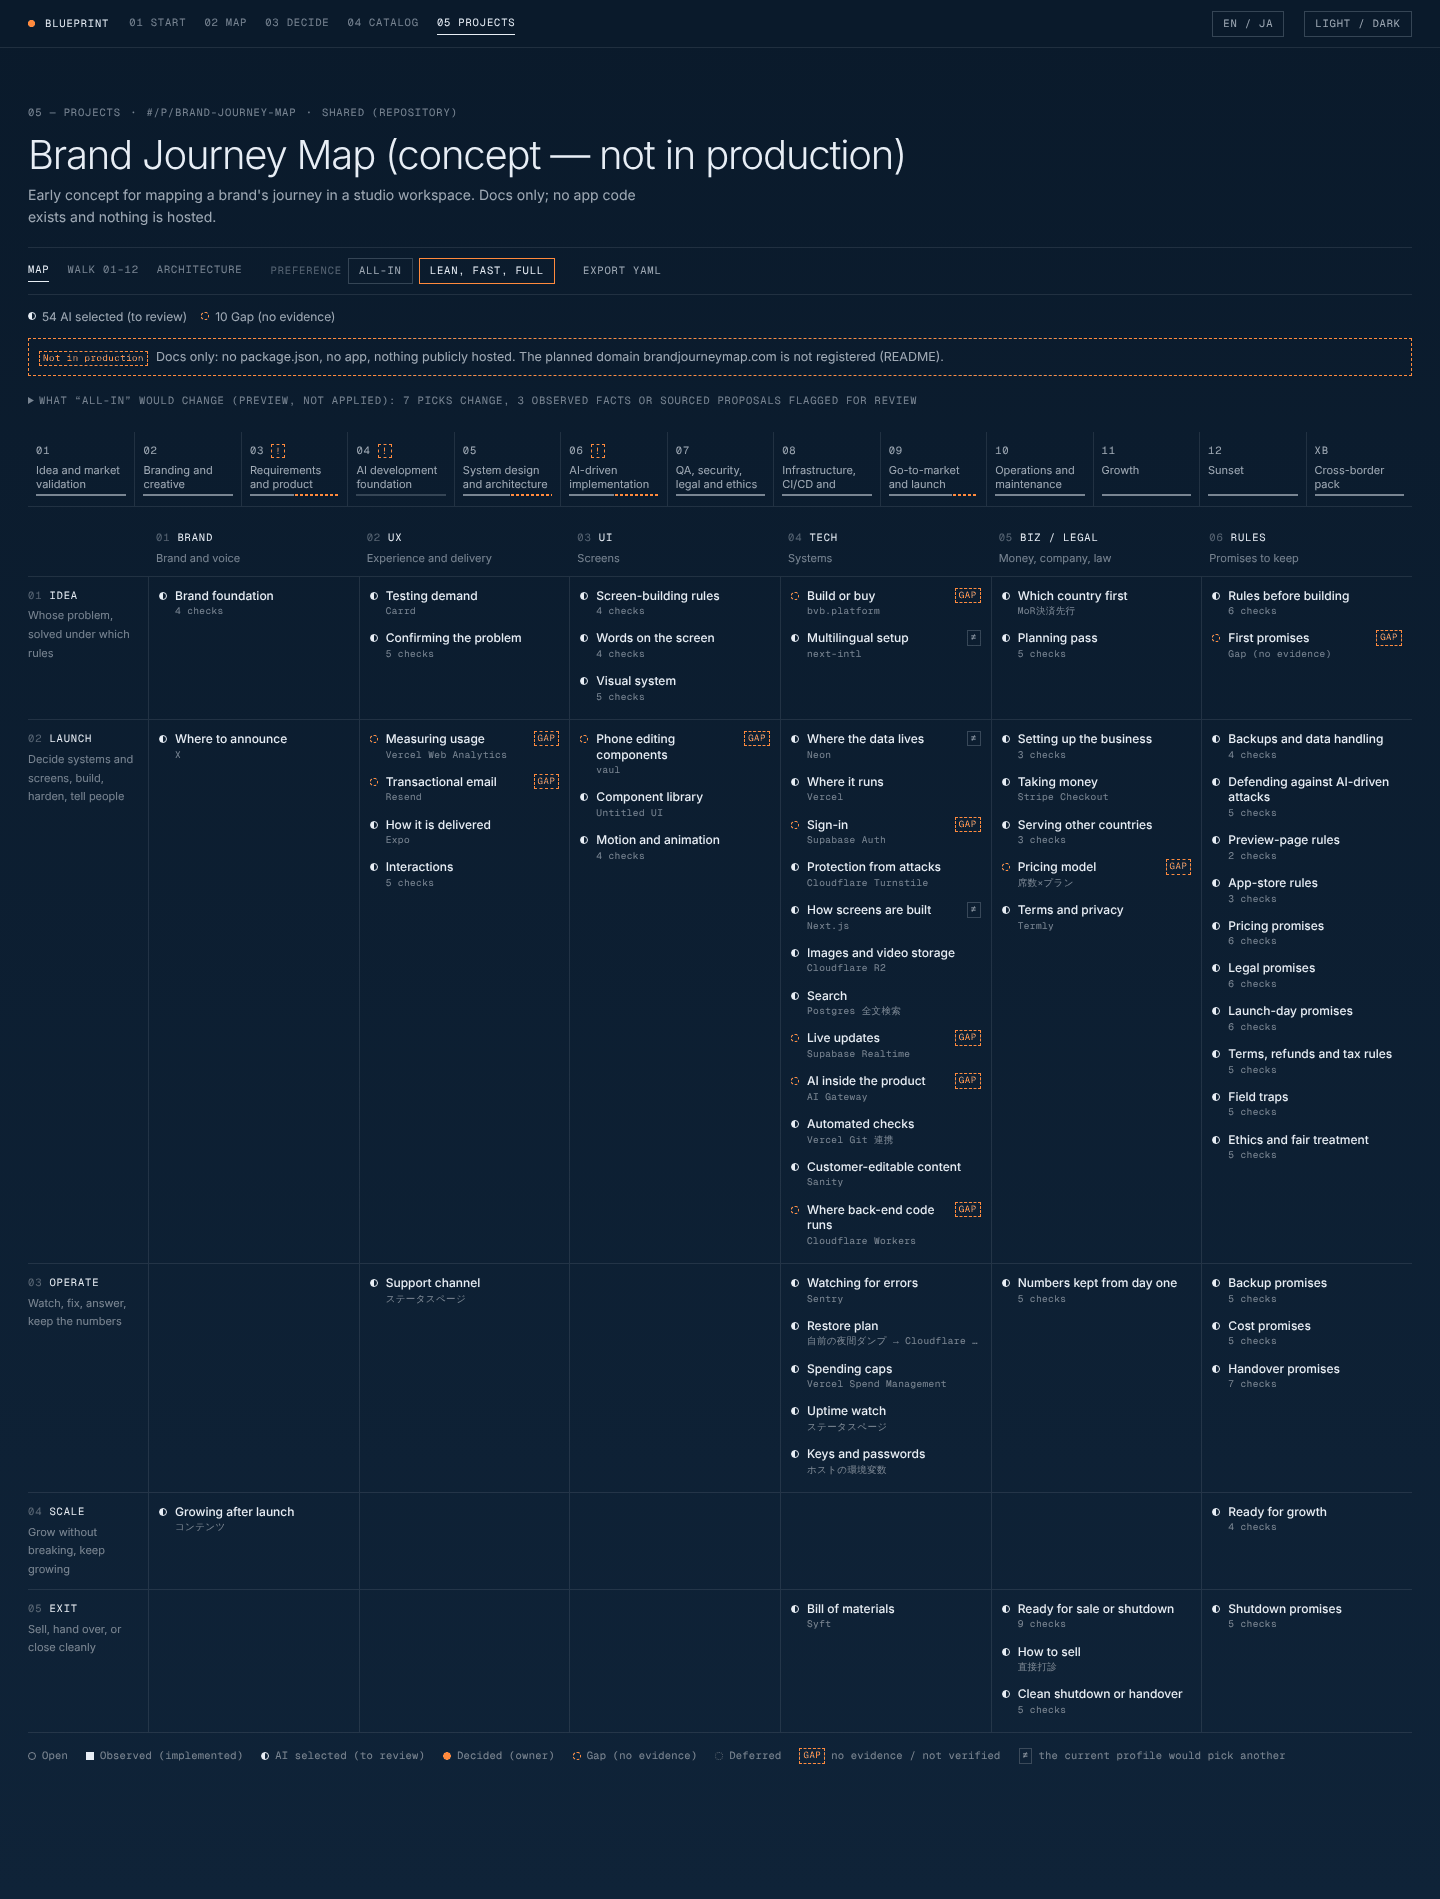 BLUEPRINT 01 START 02 MAP 03 DECIDE 04 CATALOG 05 PROJECTS EN / JA LIGHT / DARK
05 — PROJECTS · #/P/BRAND-JOURNEY-MAP · SHARED (REPOSITORY)
Brand Journey Map (concept — not in production)
Early concept for mapping a brand's journey in a studio workspace. Docs only; no app code
exists and nothing is hosted.
MAP WALK 01–12 ARCHITECTURE PREFERENCE ALL-IN LEAN, FAST, FULL EXPORT YAML
54 AI selected (to review) 10 Gap (no evidence)
Not in production Docs only: no package.json, no app, nothing publicly hosted. The planned domain brandjourneymap.com is not registered (README).
WHAT “ALL-IN” WOULD CHANGE (PREVIEW, NOT APPLIED): 7 PICKS CHANGE, 3 OBSERVED FACTS OR SOURCED PROPOSALS FLAGGED FOR REVIEW
01
Idea and market
validation
02
Branding and
creative
03 !
Requirements
and product
04 !
AI development
foundation
05
System design
and architecture
06 !
AI-driven
implementation
07
QA, security,
legal and ethics
08
Infrastructure,
CI/CD and
09
Go-to-market
and launch
10
Operations and
maintenance
11
Growth
12
Sunset
XB
Cross-border
pack
01 BRAND
Brand and voice
02 UX
Experience and delivery
03 UI
Screens
04 TECH
Systems
05 BIZ / LEGAL
Money, company, law
06 RULES
Promises to keep
01 IDEA
Whose problem,
solved under which
rules
Brand foundation
4 checks
Testing demand
Carrd
Confirming the problem
5 checks
Screen-building rules
4 checks
Words on the screen
4 checks
Visual system
5 checks
Build or buy GAP
bvb.platform
Multilingual setup ≠
next-intl
Which country first
MoR決済先行
Planning pass
5 checks
Rules before building
6 checks
First promises GAP
Gap (no evidence)
02 LAUNCH
Decide systems and
screens, build,
harden, tell people
Where to announce
X
Measuring usage GAP
Vercel Web Analytics
Transactional email GAP
Resend
How it is delivered
Expo
Interactions
5 checks
Phone editing GAP
components
vaul
Component library
Untitled UI
Motion and animation
4 checks
Where the data lives ≠
Neon
Where it runs
Vercel
Sign-in GAP
Supabase Auth
Protection from attacks
Cloudflare Turnstile
How screens are built ≠
Next.js
Images and video storage
Cloudflare R2
Search
Postgres 全文検索
Live updates GAP
Supabase Realtime
AI inside the product GAP
AI Gateway
Automated checks
Vercel Git 連携
Customer-editable content
Sanity
Where back-end code GAP
runs
Cloudflare Workers
Setting up the business
3 checks
Taking money
Stripe Checkout
Serving other countries
3 checks
Pricing model GAP
席数×プラン
Terms and privacy
Termly
Backups and data handling
4 checks
Defending against AI-driven
attacks
5 checks
Preview-page rules
2 checks
App-store rules
3 checks
Pricing promises
6 checks
Legal promises
6 checks
Launch-day promises
6 checks
Terms, refunds and tax rules
5 checks
Field traps
5 checks
Ethics and fair treatment
5 checks
03 OPERATE
Watch, fix, answer,
keep the numbers
Support channel
ステータスページ
Watching for errors
Sentry
Restore plan
自前の夜間ダンプ → Cloudflare …
Spending caps
Vercel Spend Management
Uptime watch
ステータスページ
Keys and passwords
ホストの環境変数
Numbers kept from day one
5 checks
Backup promises
5 checks
Cost promises
5 checks
Handover promises
7 checks
04 SCALE
Grow without
breaking, keep
growing
Growing after launch
コンテンツ
Ready for growth
4 checks
05 EXIT
Sell, hand over, or
close cleanly
Bill of materials
Syft
Ready for sale or shutdown
9 checks
How to sell
直接打診
Clean shutdown or handover
5 checks
Shutdown promises
5 checks
Open Observed (implemented) AI selected (to review) Decided (owner) Gap (no evidence) Deferred GAP no evidence / not verified ≠ the current profile would pick another